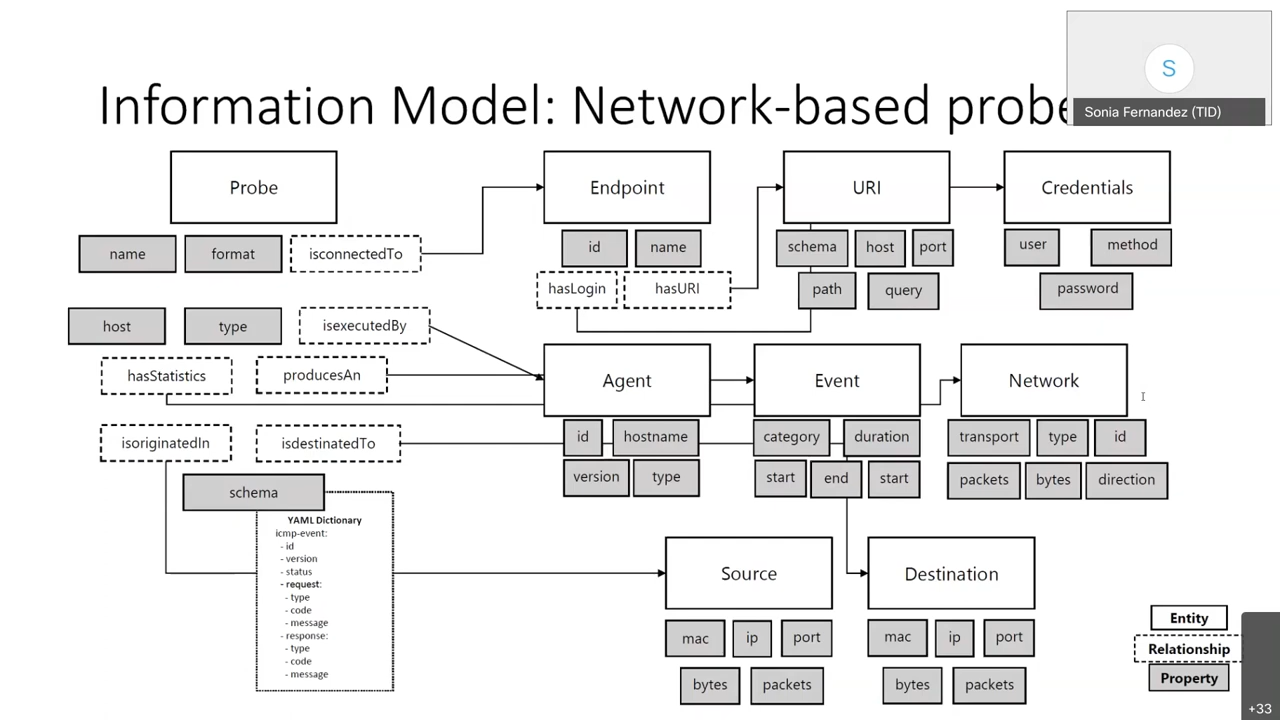 S
Sonia Fernandez (TID)
Information Model: Network-based probe
Probe
Endpoint
URI
Credentials
name
format
isconnectedTo
id
name
schema
host
port
user
method
hasLogin
hasURI
path
query
password
host
type
isexecutedBy
hasStatistics
producesAn
Agent
Event
Network
isoriginatedIn
isdestinatedTo
id
hostname
category
duration
transport
type
id
version
type
start
end
start
packets
bytes
direction
schema
YAML Dictionary
icmp-event:
- id
- version
- status
- request:
- type
- code
- message
- response:
- type
- code
- message
Source
Destination
mac
ip
port
mac
ip
port
bytes
packets
bytes
packets
Entity
Relationship
Property
+33